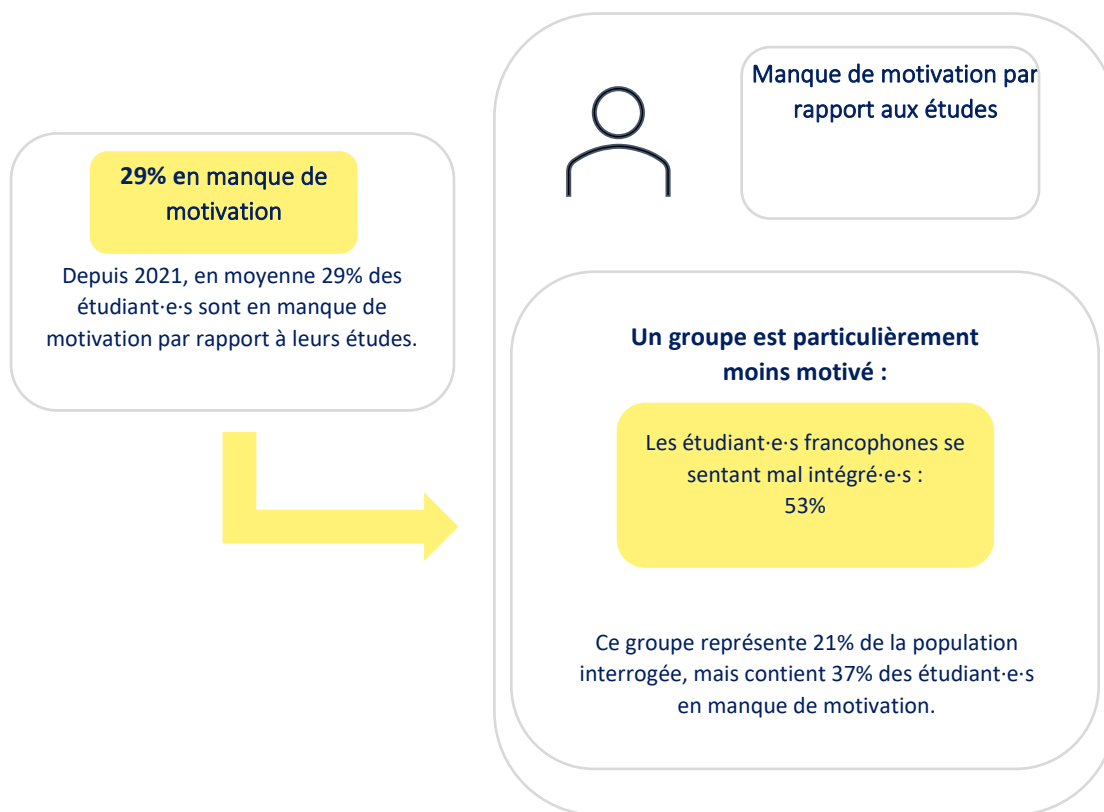 29% en manque de
motivation
Depuis 2021, en moyenne 29% des
étudiant·e·s sont en manque de
motivation par rapport à leurs études.
Manque de motivation par
rapport aux études
Un groupe est particulièrement
moins motivé :
Les étudiant·e·s francophones se
sentant mal intégré·e·s :
53%
Ce groupe représente 21% de la population
interrogée, mais contient 37% des étudiant·e·s
en manque de motivation.